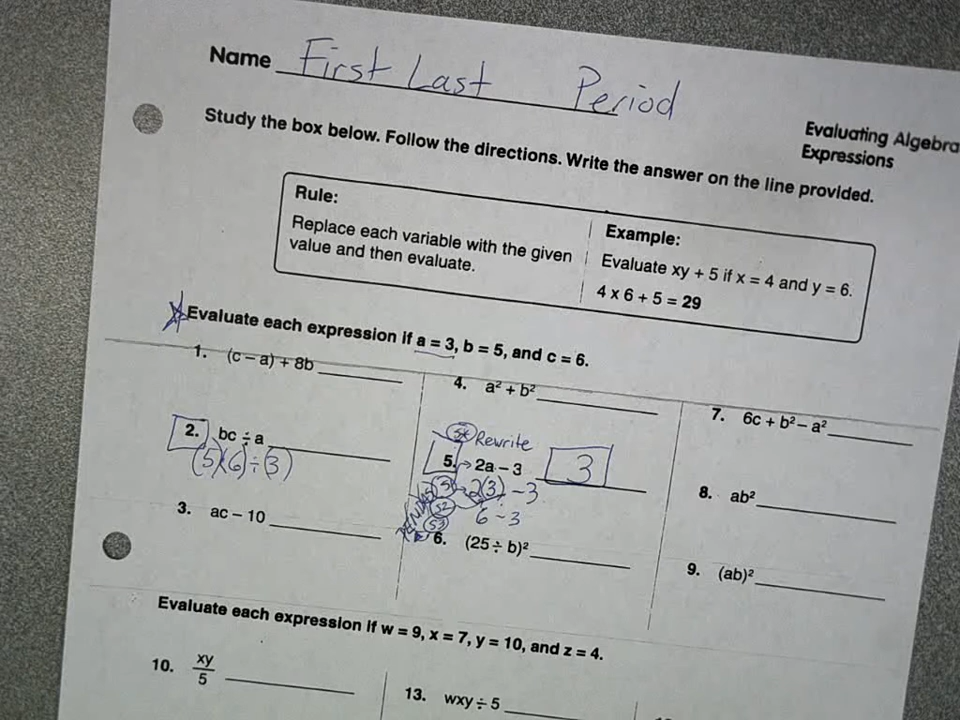 Name First Last Period
Evaluating Algebra
Expressions
Study the box below. Follow the directions. Write the answer on the line provided.
Rule:
Replace each variable with the given
value and then evaluate.
Example:
Evaluate xy + 5 if x = 4 and y = 6.
4 x 6 + 5 = 29
Evaluate each expression if a = 3, b = 5, and c = 6.
1. (c – a) + 8b
2. bc ÷ a
(5)(6)÷(3)
3. ac – 10
4. a² + b²
Rewrite
5. 2a – 3 3
2(3) - 3
6 - 3
6. (25 ÷ b)²
7. 6c + b² – a²
8. ab²
9. (ab)²
Evaluate each expression if w = 9, x = 7, y = 10, and z = 4.
10. xy/5
13. wxy ÷ 5